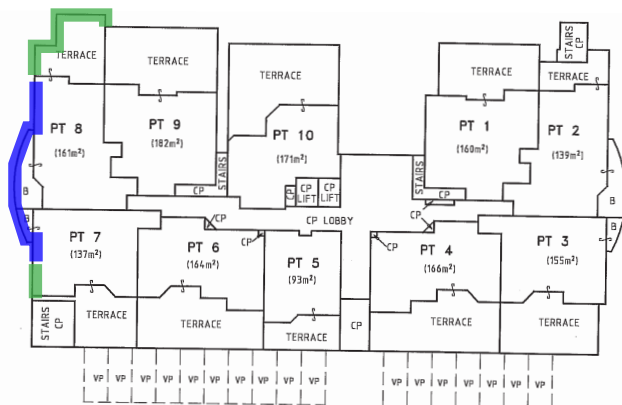 STAIRS
CP
TERRACE
TERRACE
TERRACE
TERRACE
TERRACE
PT 8
(161m²)
PT 9
(182m²)
PT 10
(171m²)
PT 1
(160m²)
PT 2
(139m²)
STAIRS
STAIRS
CP
CP
CP
LIFT
CP
LIFT
CP
B
B
B
B
CP LOBBY
CP
CP
CP
CP
CP
PT 7
(137m²)
PT 6
(164m²)
PT 5
(93m²)
PT 4
(166m²)
PT 3
(155m²)
STAIRS
CP
TERRACE
TERRACE
TERRACE
CP
TERRACE
TERRACE
VP VP VP VP VP VP VP VP VP VP
VP VP VP VP VP VP VP